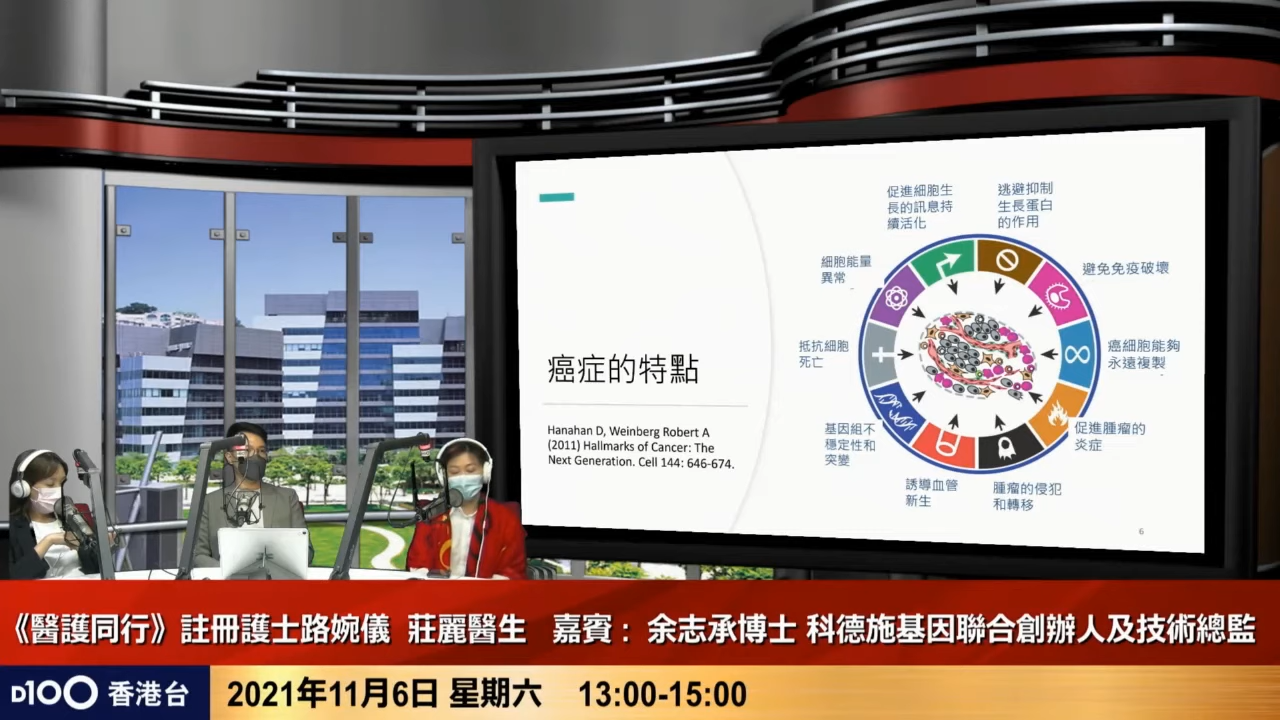 促進細胞生
長的訊息持
續活化
逃避抑制
生長蛋白
的作用
細胞能量
異常
避免免疫破壞
抵抗細胞
死亡
癌細胞能夠
永遠複製
癌症的特點
Hanahan D, Weinberg Robert A
(2011) Hallmarks of Cancer: The
Next Generation. Cell 144: 646-674.
基因組不
穩定性和
突變
促進腫瘤的
炎症
誘導血管
新生
腫瘤的侵犯
和轉移
6
《醫護同行》註冊護士路婉儀 莊麗醫生 嘉賓： 余志承博士 科德施基因聯合創辦人及技術總監
D100 香港台 2021年11月6日 星期六 13:00-15:00